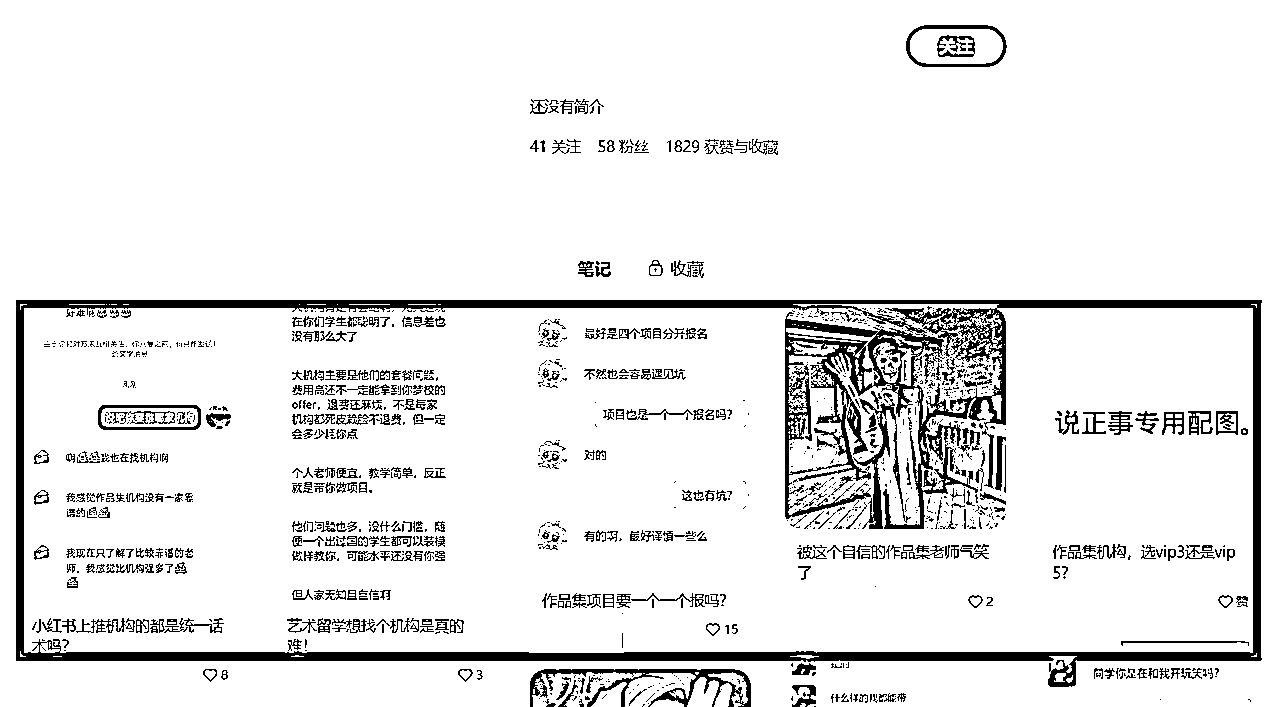 关注
还没有简介
41 关注 58 粉丝 1829 获赞与收藏
笔记 收藏
在你们学生都聪明了，信息差也
没有那么大了
大机构主要是他们的套餐问题，
费用高还不一定能拿到你梦校的
offer，退费还麻烦，不是每家
机构都死皮赖脸不退费，但一定
会多少耗你点
个人老师便宜，教学简单，反正
就是带你做项目。
他们问题也多，没什么门槛，随
便一个出过国的学生都可以装模
做样教你，可能水平还没有你强
但人家无知且自信啊
啊 我也在找机构啊
我感觉作品集机构没有一家靠
谱的
我现在只了解了比较靠谱的老
师，我感觉比机构强多了
小红书上推机构的都是统一话
术吗？
8
艺术留学想找个机构是真的
难！
3
最好是四个项目分开报名
不然也会容易遇见坑
项目也是一个一个报名吗？
对的
这也有坑？
有的啊，最好谨慎一些么
作品集项目要一个一个报吗？
15
被这个自信的作品集老师气笑
了
2
说正事专用配图。
作品集机构，选vip3还是vip
5？
赞
什么样的我都能带
同学你是在和我开玩笑吗？